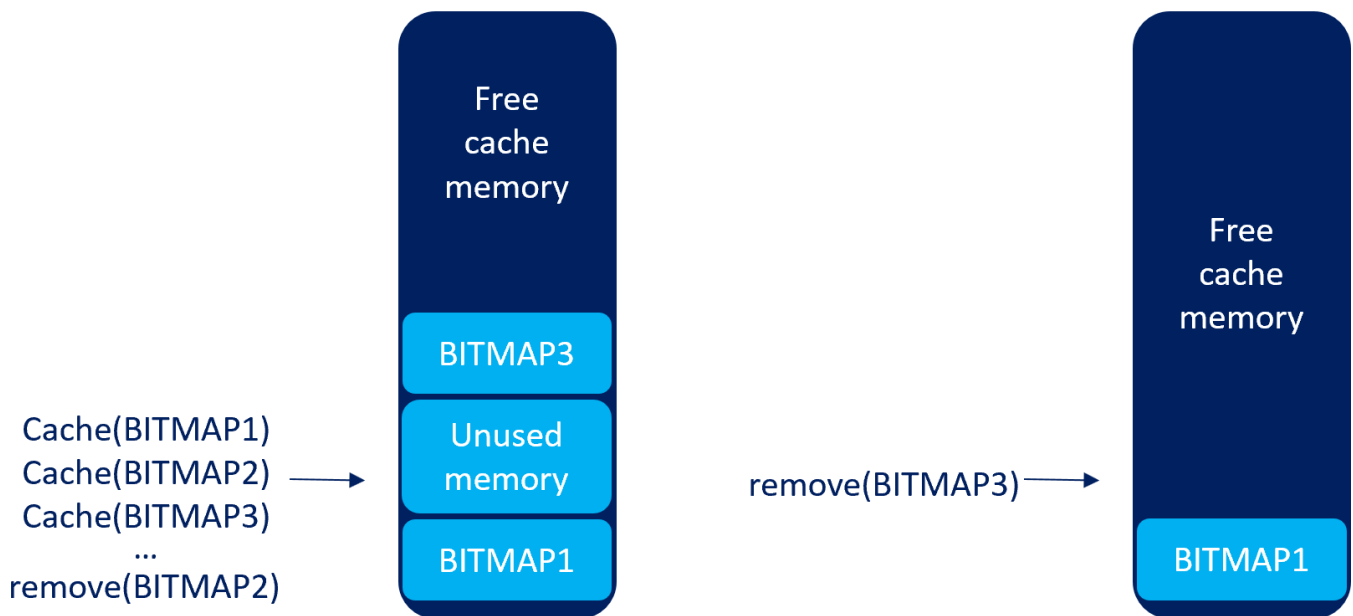 Free
cache
memory
BITMAP3
Unused
memory
BITMAP1
Cache(BITMAP1)
Cache(BITMAP2)
Cache(BITMAP3)
...
remove(BITMAP2)
Free
cache
memory
remove(BITMAP3)
BITMAP1